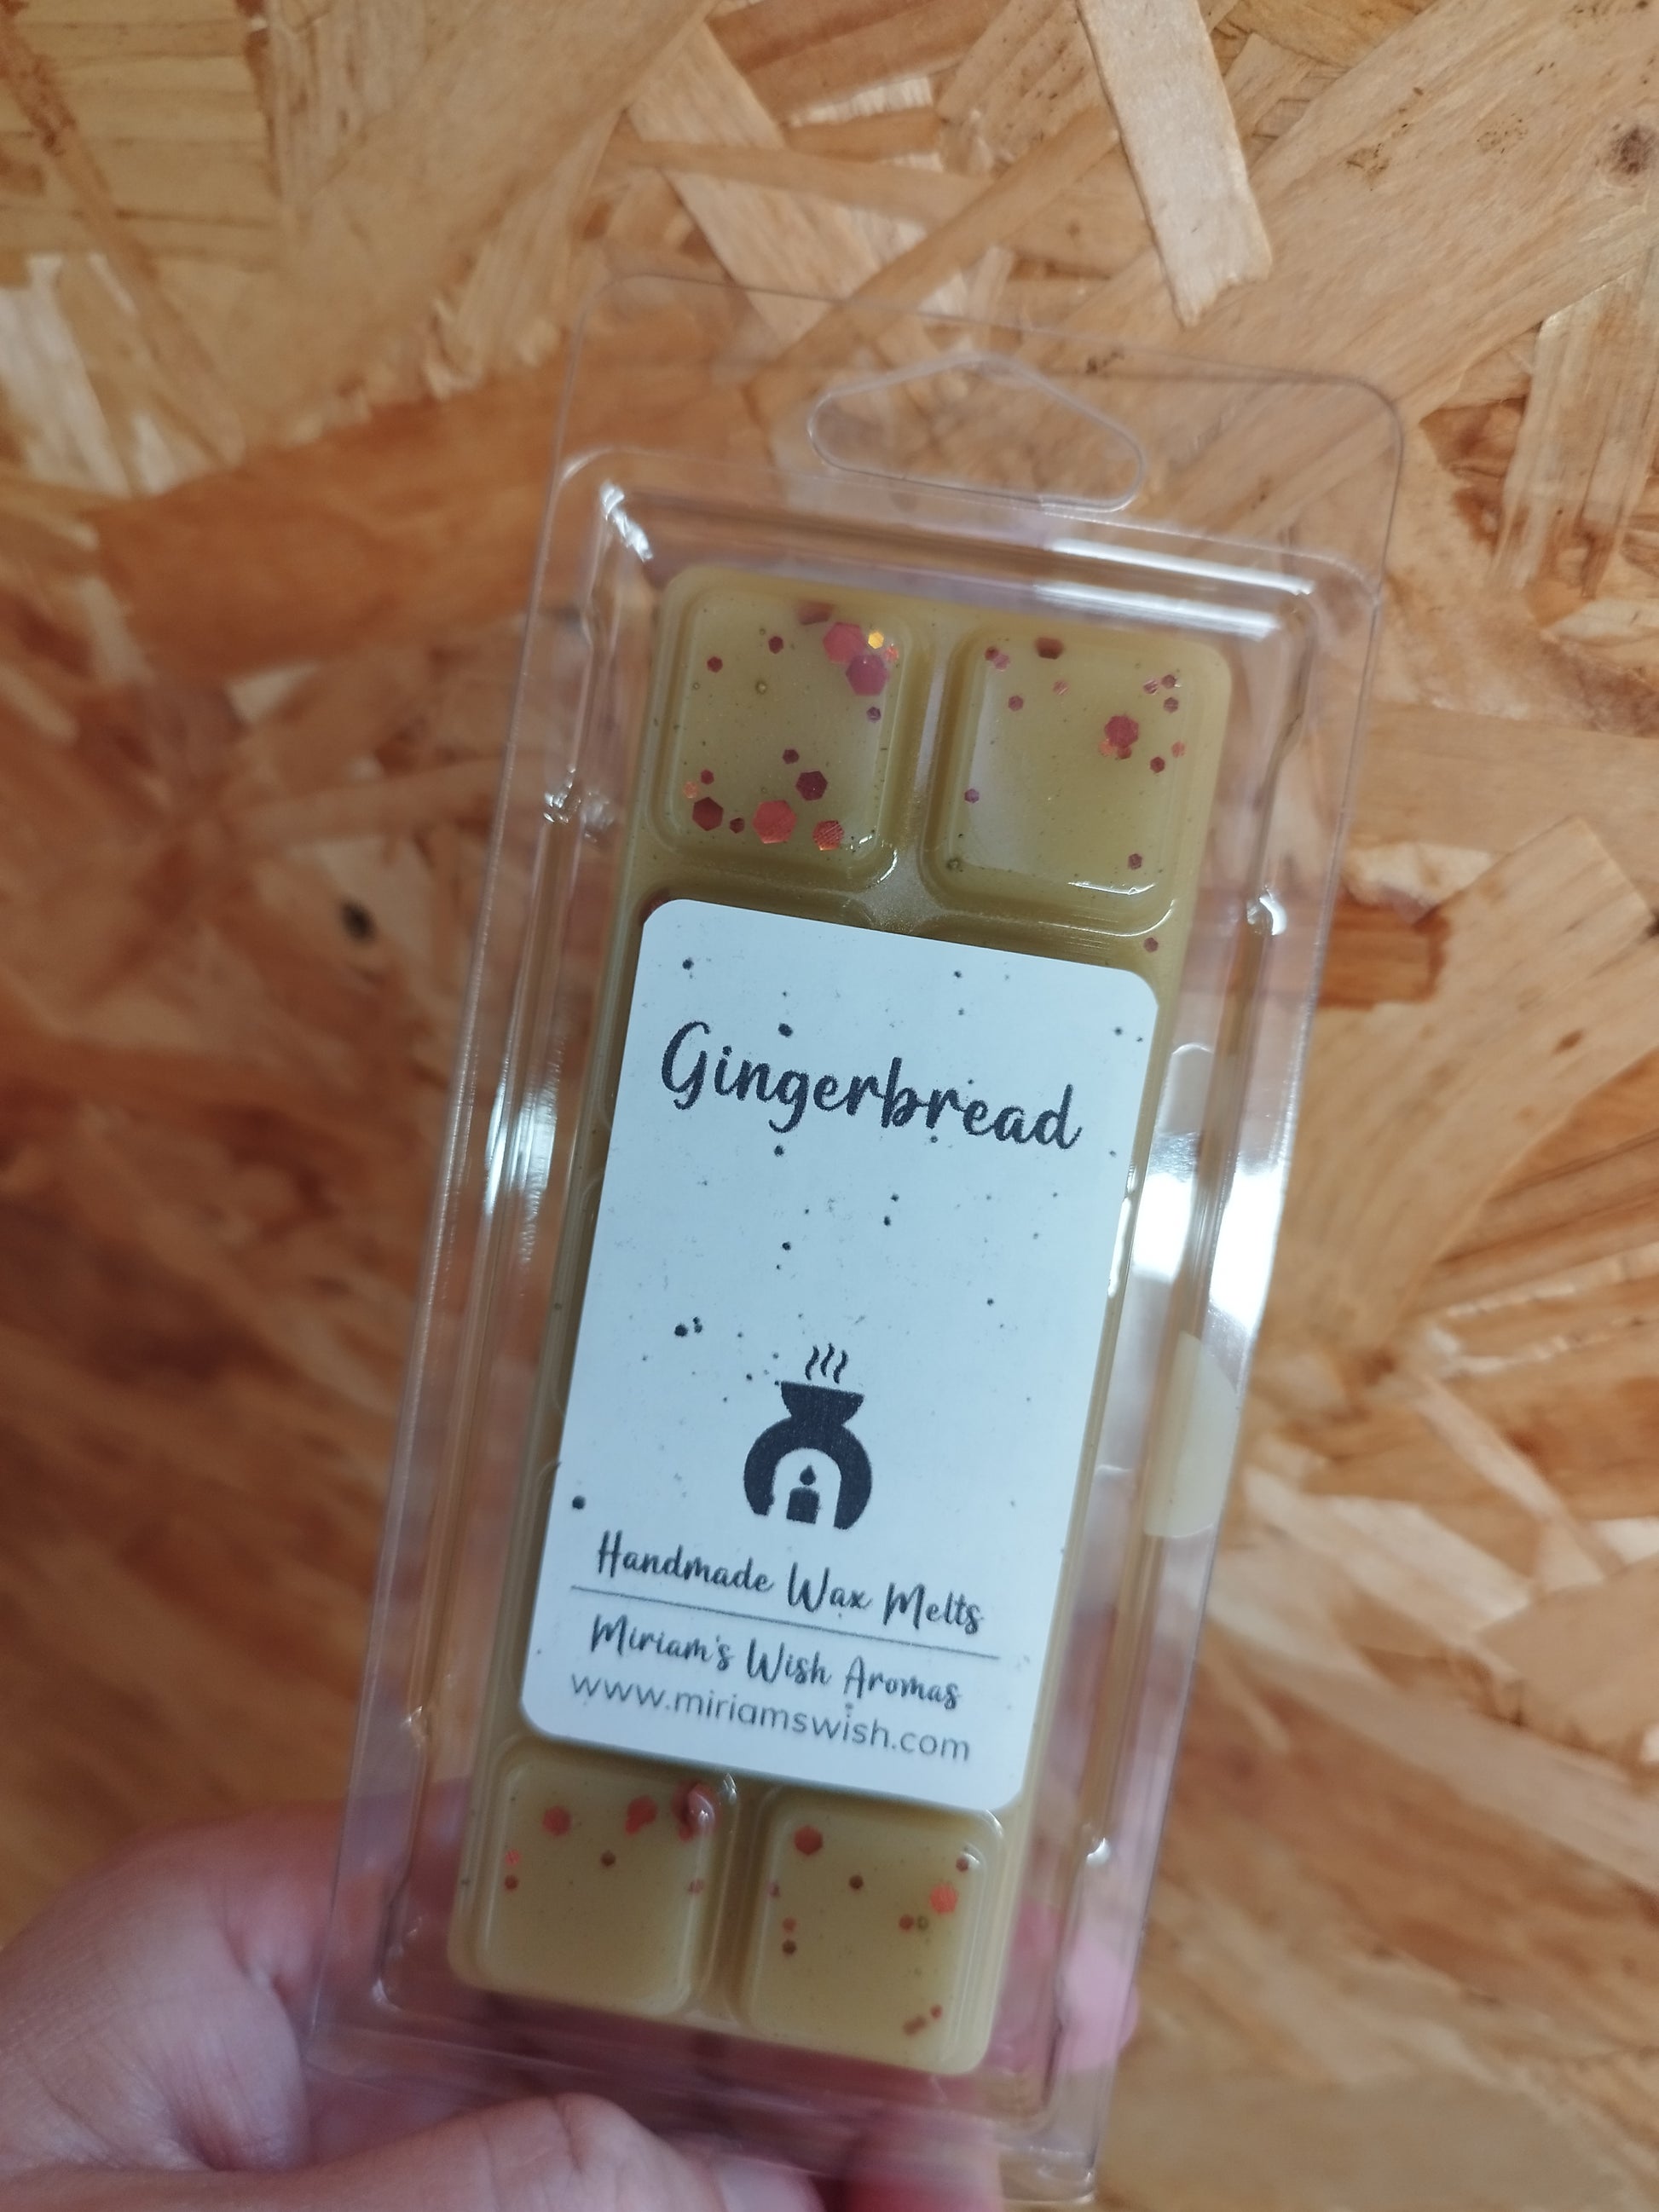 Gingerbread
Handmade Wax Melts
Miriam's Wish Aromas
www.miriamswish.com